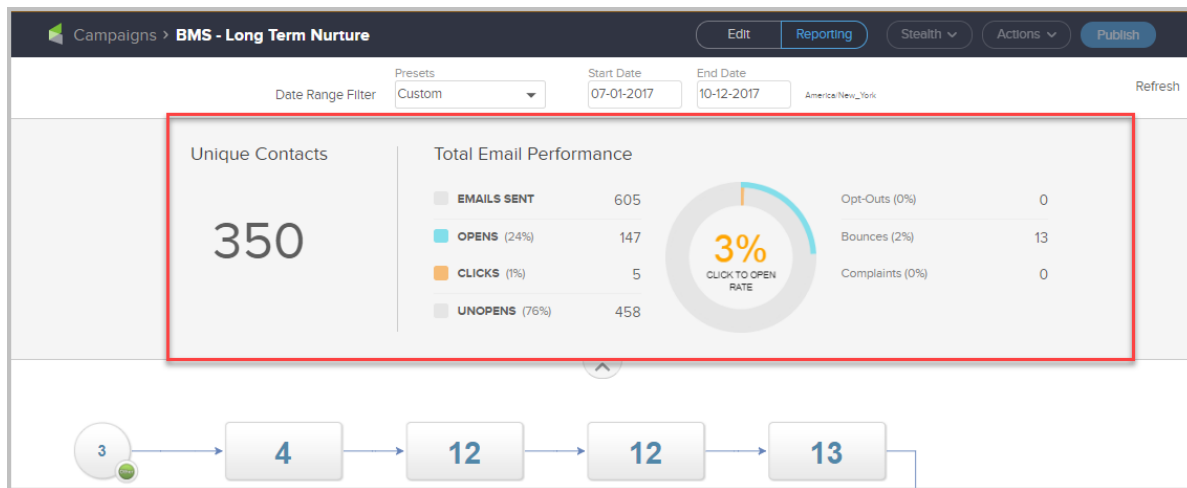 Campaigns > BMS - Long Term Nurture
Edit
Reporting
Stealth
Actions
Publish
Date Range Filter
Presets
Custom
Start Date
07-01-2017
End Date
10-12-2017
America/New_York
Refresh
Unique Contacts
350
Total Email Performance
EMAILS SENT 605
OPENS (24%) 147
CLICKS (1%) 5
UNOPENS (76%) 458
3%
CLICK TO OPEN
RATE
Opt-Outs (0%) 0
Bounces (2%) 13
Complaints (0%) 0
3
4
12
12
13